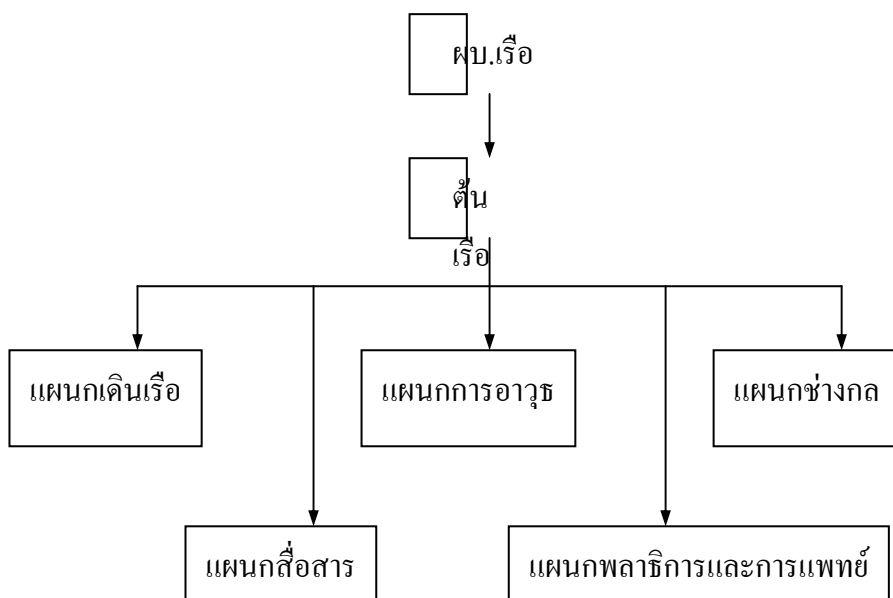 ผบ.เรือ
ต้น
เรือ
แผนกเดินเรือ
แผนกการอาวุธ
แผนกช่างกล
แผนกสื่อสาร
แผนกพลาธิการและการแพทย์